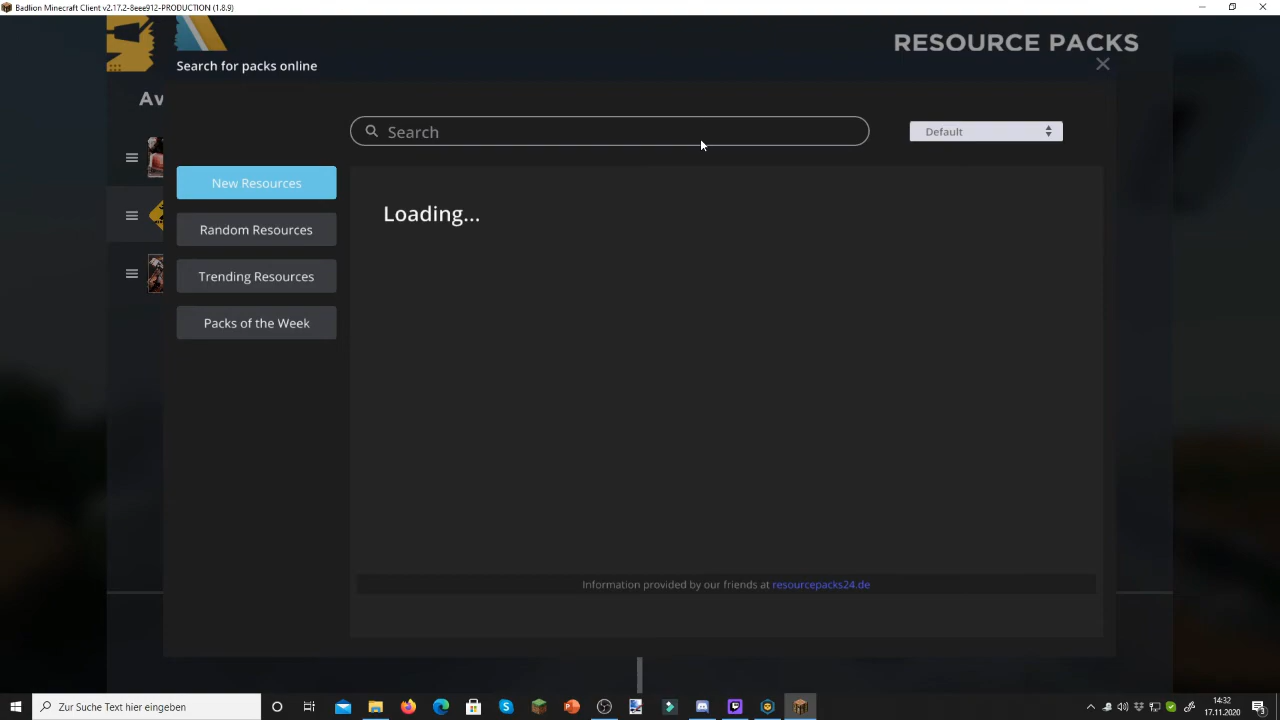 Badlion Minecraft Client v2.17.2-8eee912-PRODUCTION (1.8.9)
RESOURCE PACKS
Search for packs online
Av
Search
Default
New Resources
Loading...
Random Resources
Trending Resources
Packs of the Week
Information provided by our friends at resourcepacks24.de
Zur Suche Text hier eingeben
14:32
17.11.2020